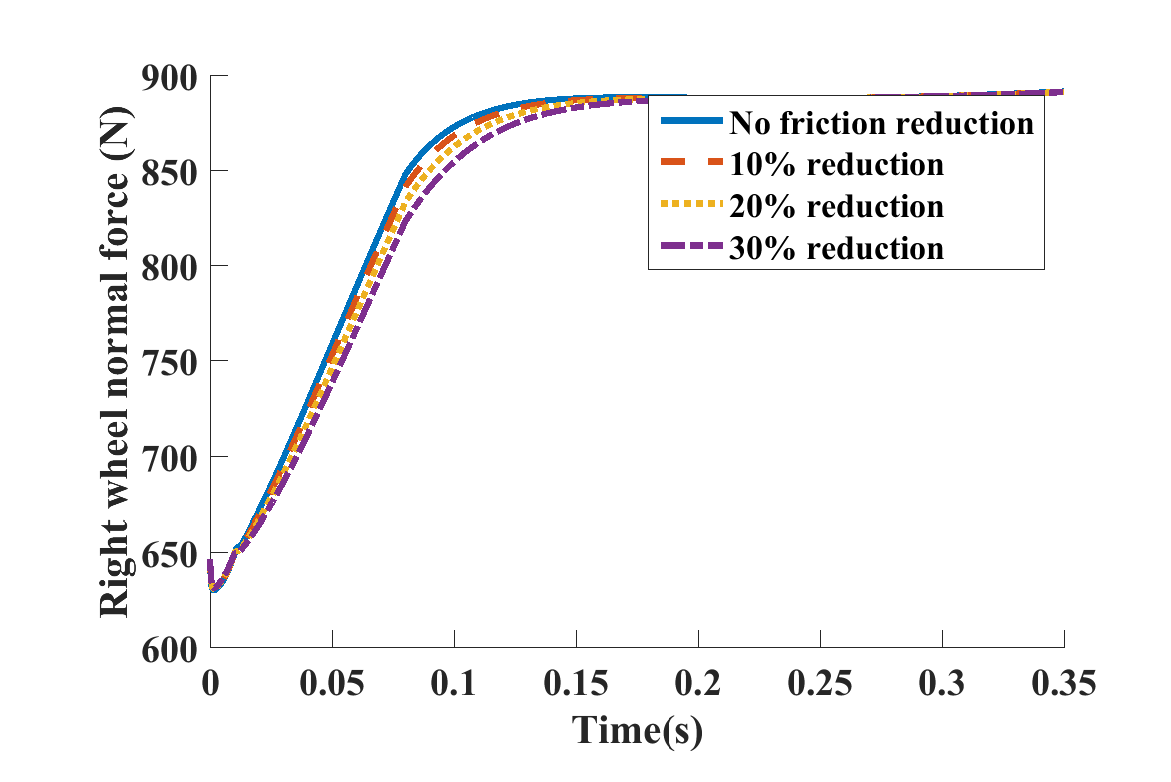 Right wheel normal force (N)
900
850
800
750
700
650
600
No friction reduction
10% reduction
20% reduction
30% reduction
0 0.05 0.1 0.15 0.2 0.25 0.3 0.35
Time(s)